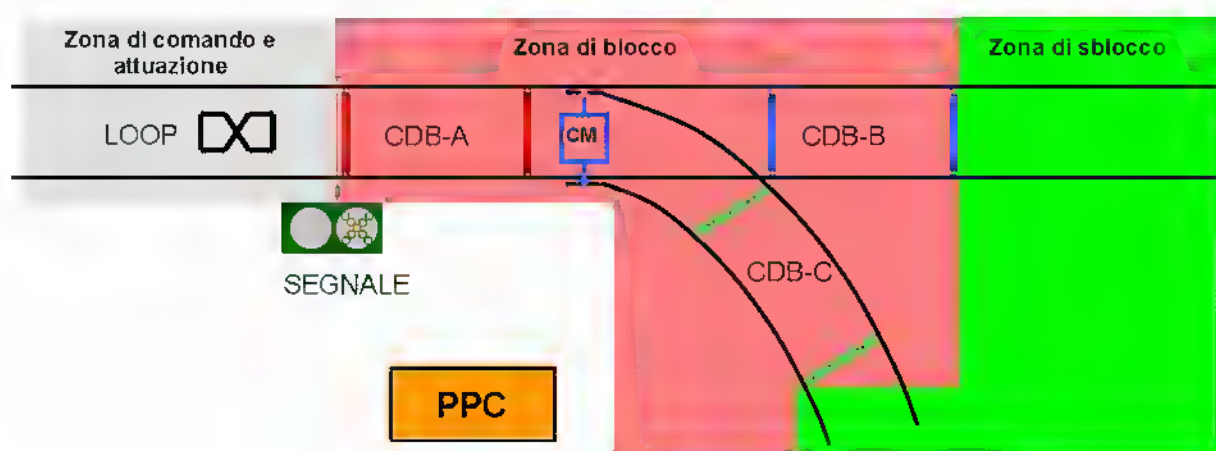 Zona di comando e
attuazione
Zona di blocco
Zona di sblocco
LOOP
CDB-A
CM
CDB-B
SEGNALE
CDB-C
PPC